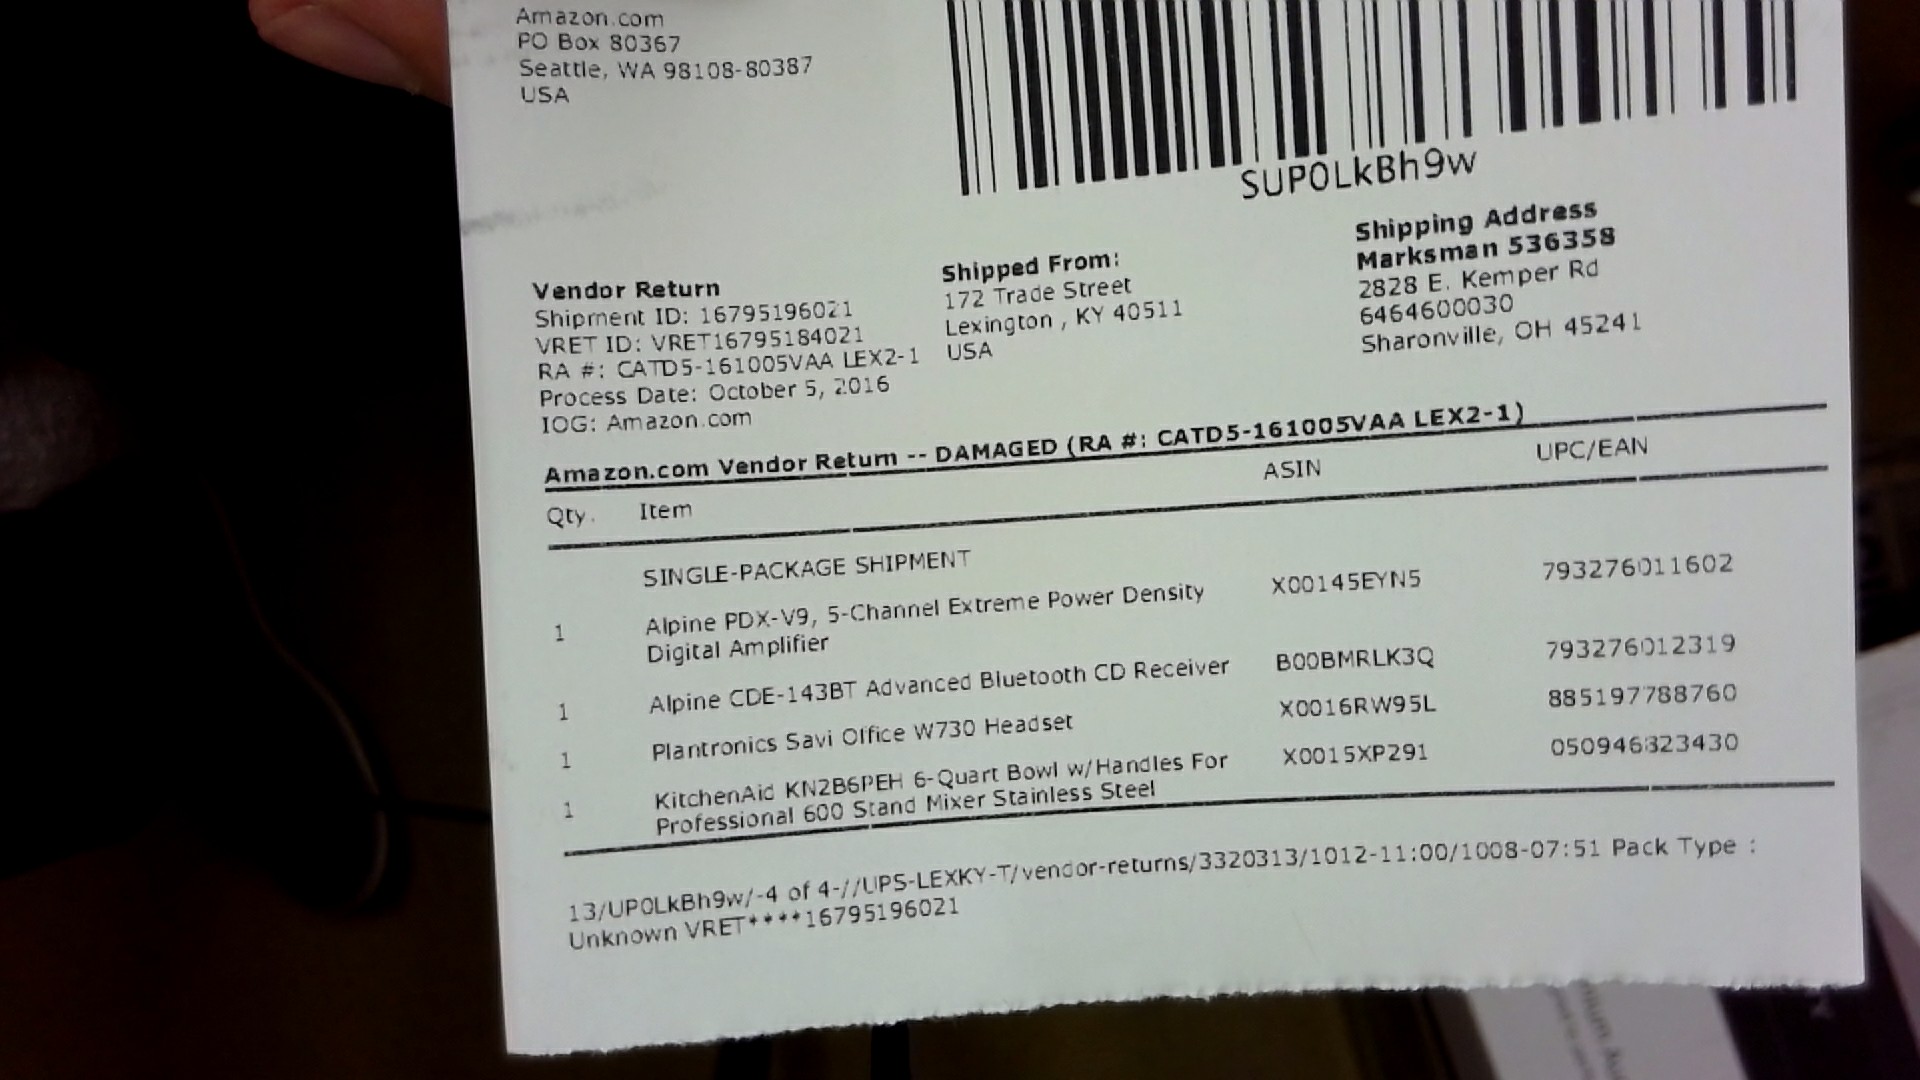 Amazon.com
PO Box 80367
Seattle, WA 98108-80387
USA
SUP0LkBh9w
Vendor Return
Shipment ID: 16795196021
VRET ID: VRET16795184021
RA #: CATD5-161005VAA LEX2-1
Process Date: October 5, 2016
IOG: Amazon.com
Shipped From:
172 Trade Street
Lexington , KY 40511
USA
Shipping Address
Marksman 536358
2828 E. Kemper Rd
6464600030
Sharonville, OH 45241
Amazon.com Vendor Return -- DAMAGED (RA #: CATD5-161005VAA LEX2-1)
Qty. Item ASIN UPC/EAN
SINGLE-PACKAGE SHIPMENT
1 Alpine PDX-V9, 5-Channel Extreme Power Density X00145EYN5 793276011602
Digital Amplifier
1 Alpine CDE-143BT Advanced Bluetooth CD Receiver B00BMRLK3Q 793276012319
1 Plantronics Savi Office W730 Headset X0016RW95L 885197788760
1 KitchenAid KN2B6PEH 6-Quart Bowl w/Handles For X0015XP291 050946823430
Professional 600 Stand Mixer Stainless Steel
13/UP0LkBh9w/-4 of 4-//UPS-LEXKY-T/vendor-returns/3320313/1012-11:00/1008-07:51 Pack Type :
Unknown VRET****16795196021